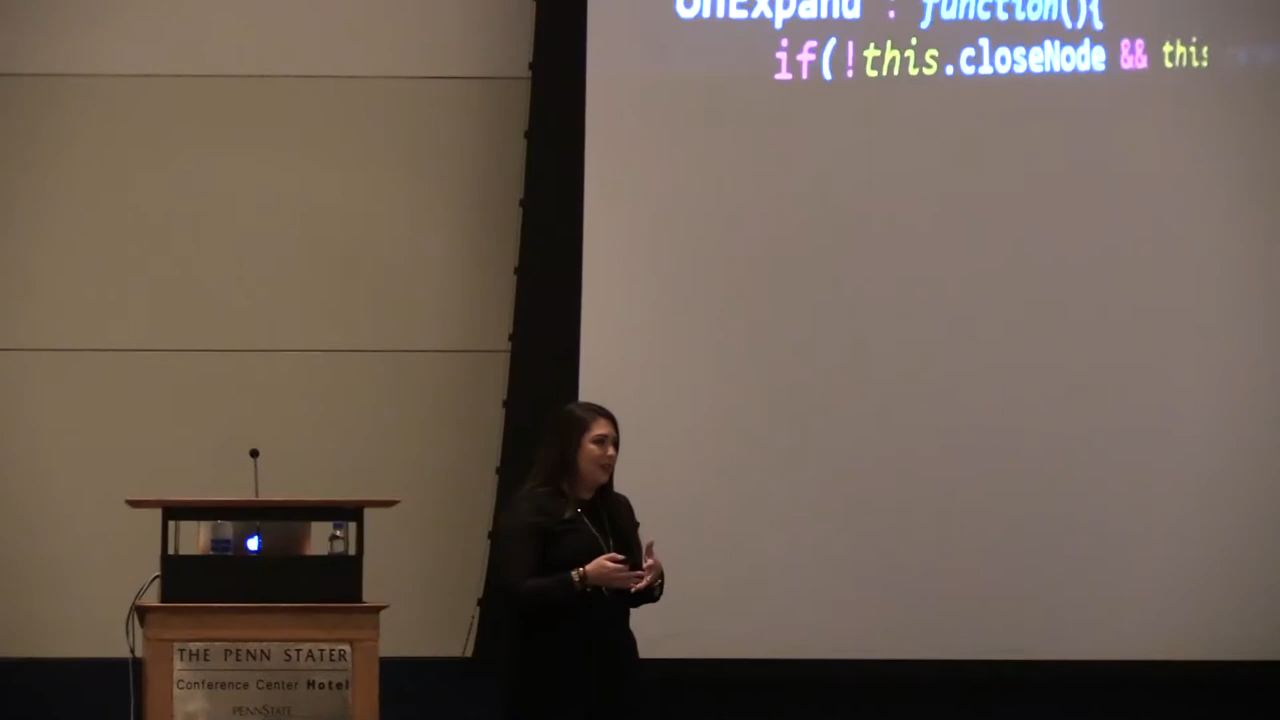 onExpand : function(){
if(!this.closeNode && this
THE PENN STATER
Conference Center Hotel
PENNSTATE